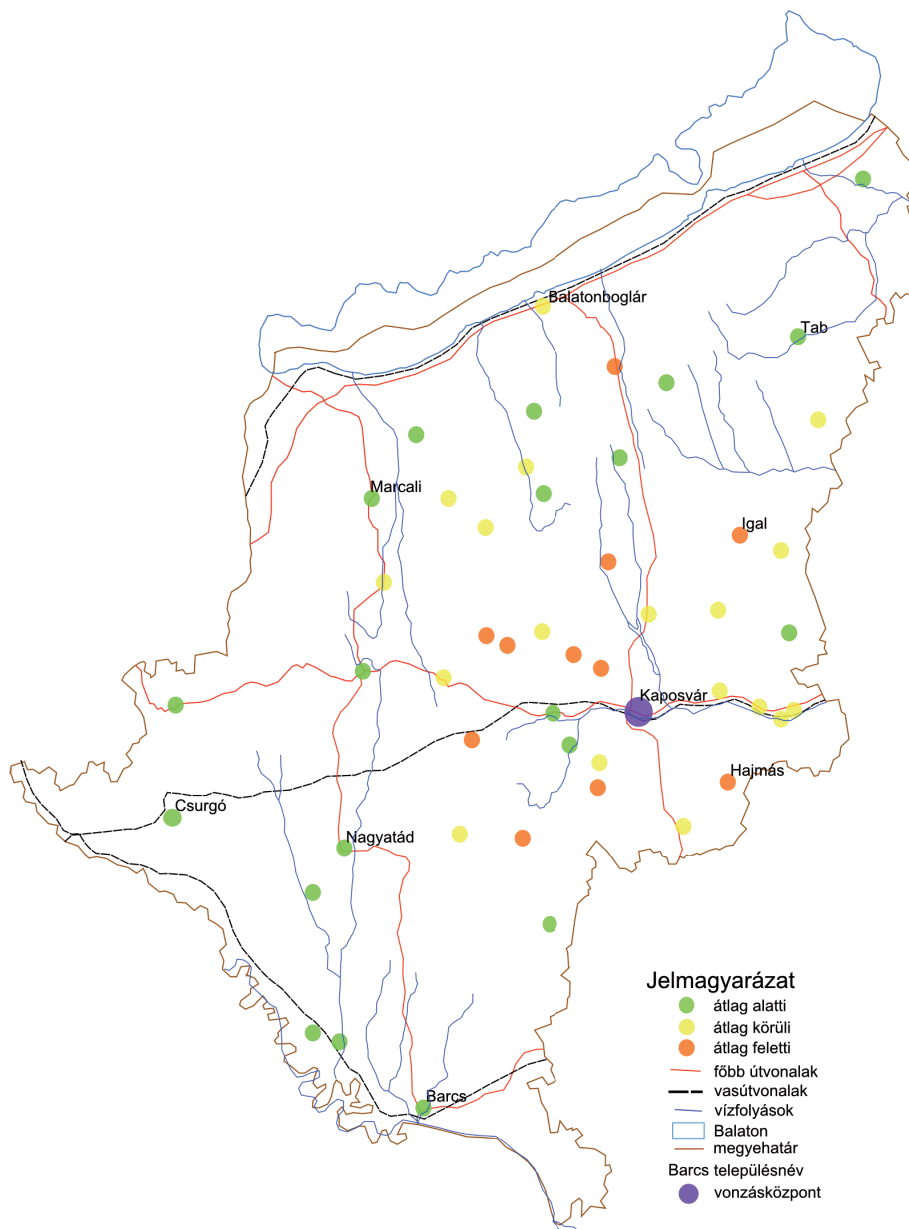 Balatonboglár
Tab
Marcali
Igal
Kaposvár
Hajmás
Csurgó
Nagyatád
Barcs
Jelmagyarázat
átlag alatti
átlag körüli
átlag feletti
főbb útvonalak
vasútvonalak
vízfolyások
Balaton
megyehatár
Barcs településnév
vonzásközpont